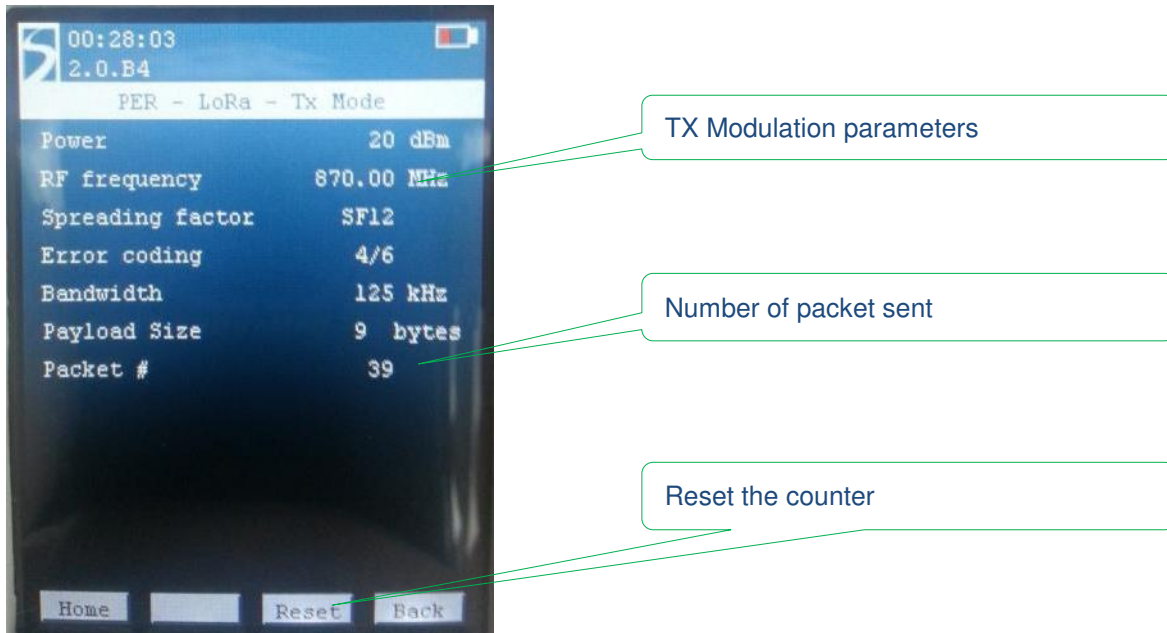 00:28:03
2.0.B4
PER - LoRa - Tx Mode
Power 20 dBm
RF frequency 870.00 MHz
Spreading factor SF12
Error coding 4/6
Bandwidth 125 kHz
Payload Size 9 bytes
Packet # 39
Home Reset Back
TX Modulation parameters
Number of packet sent
Reset the counter